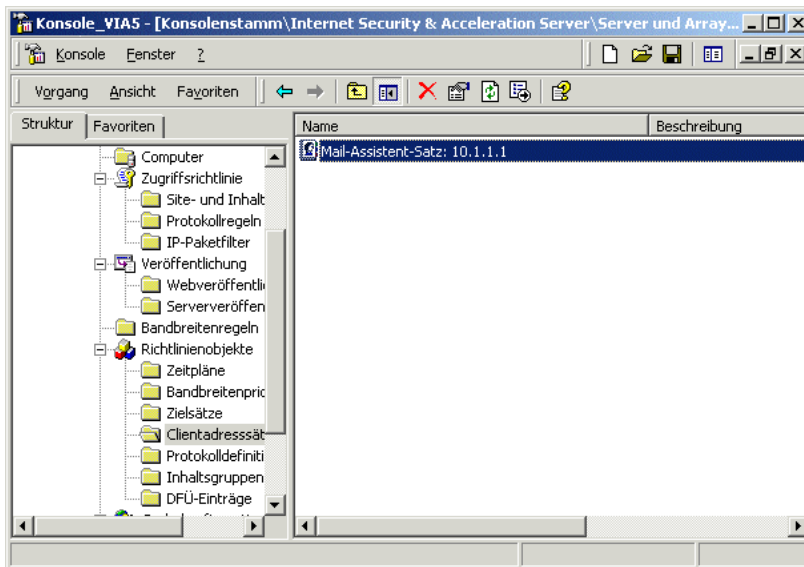 Konsole_VIA5 - [Konsolenstamm\Internet Security & Acceleration Server\Server und Array...
Konsole Fenster ?
Vorgang Ansicht Favoriten
Struktur Favoriten
Name Beschreibung
Mail-Assistent-Satz: 10.1.1.1
Computer
Zugriffsrichtlinie
Site- und Inhalt
Protokollregeln
IP-Paketfilter
Veröffentlichung
Webveröffentli
Serververöffen
Bandbreitenregeln
Richtlinienobjekte
Zeitpläne
Bandbreitenpric
Zielsätze
Clientadresssät
Protokolldefiniti
Inhaltsgruppen
DFÜ-Einträge